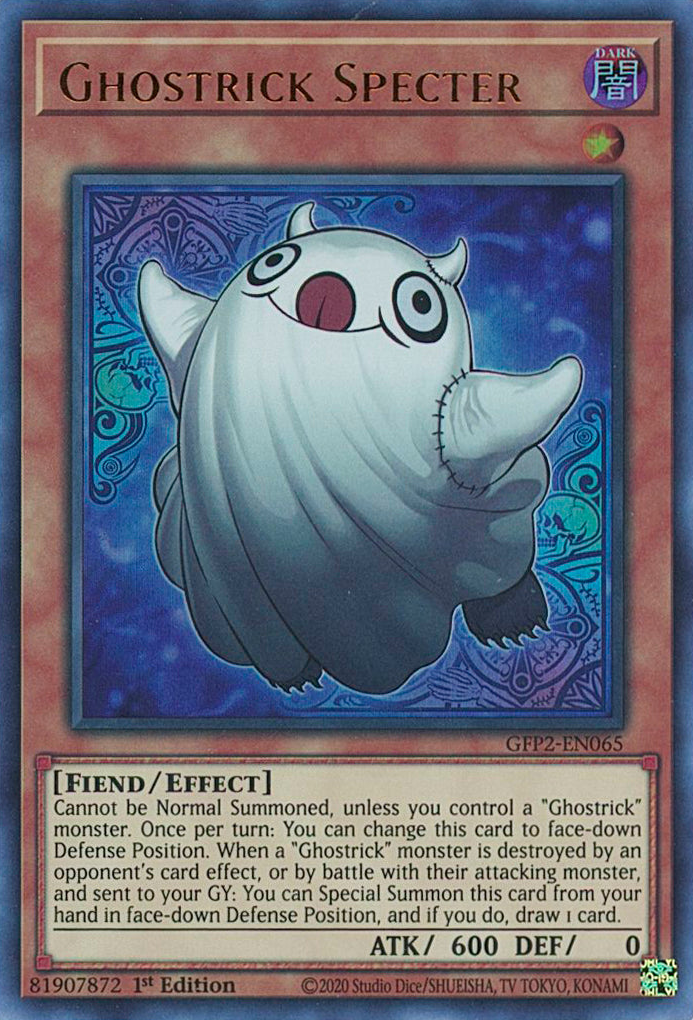 Ghostrick Specter
DARK
闇
GFP2-EN065
[Fiend/Effect]
Cannot be Normal Summoned, unless you control a "Ghostrick"
monster. Once per turn: You can change this card to face-down
Defense Position. When a "Ghostrick" monster is destroyed by an
opponent's card effect, or by battle with their attacking monster,
and sent to your GY: You can Special Summon this card from your
hand in face-down Defense Position, and if you do, draw 1 card.
ATK/ 600 DEF/ 0
81907872 1st Edition ©2020 Studio Dice/SHUEISHA, TV TOKYO, KONAMI